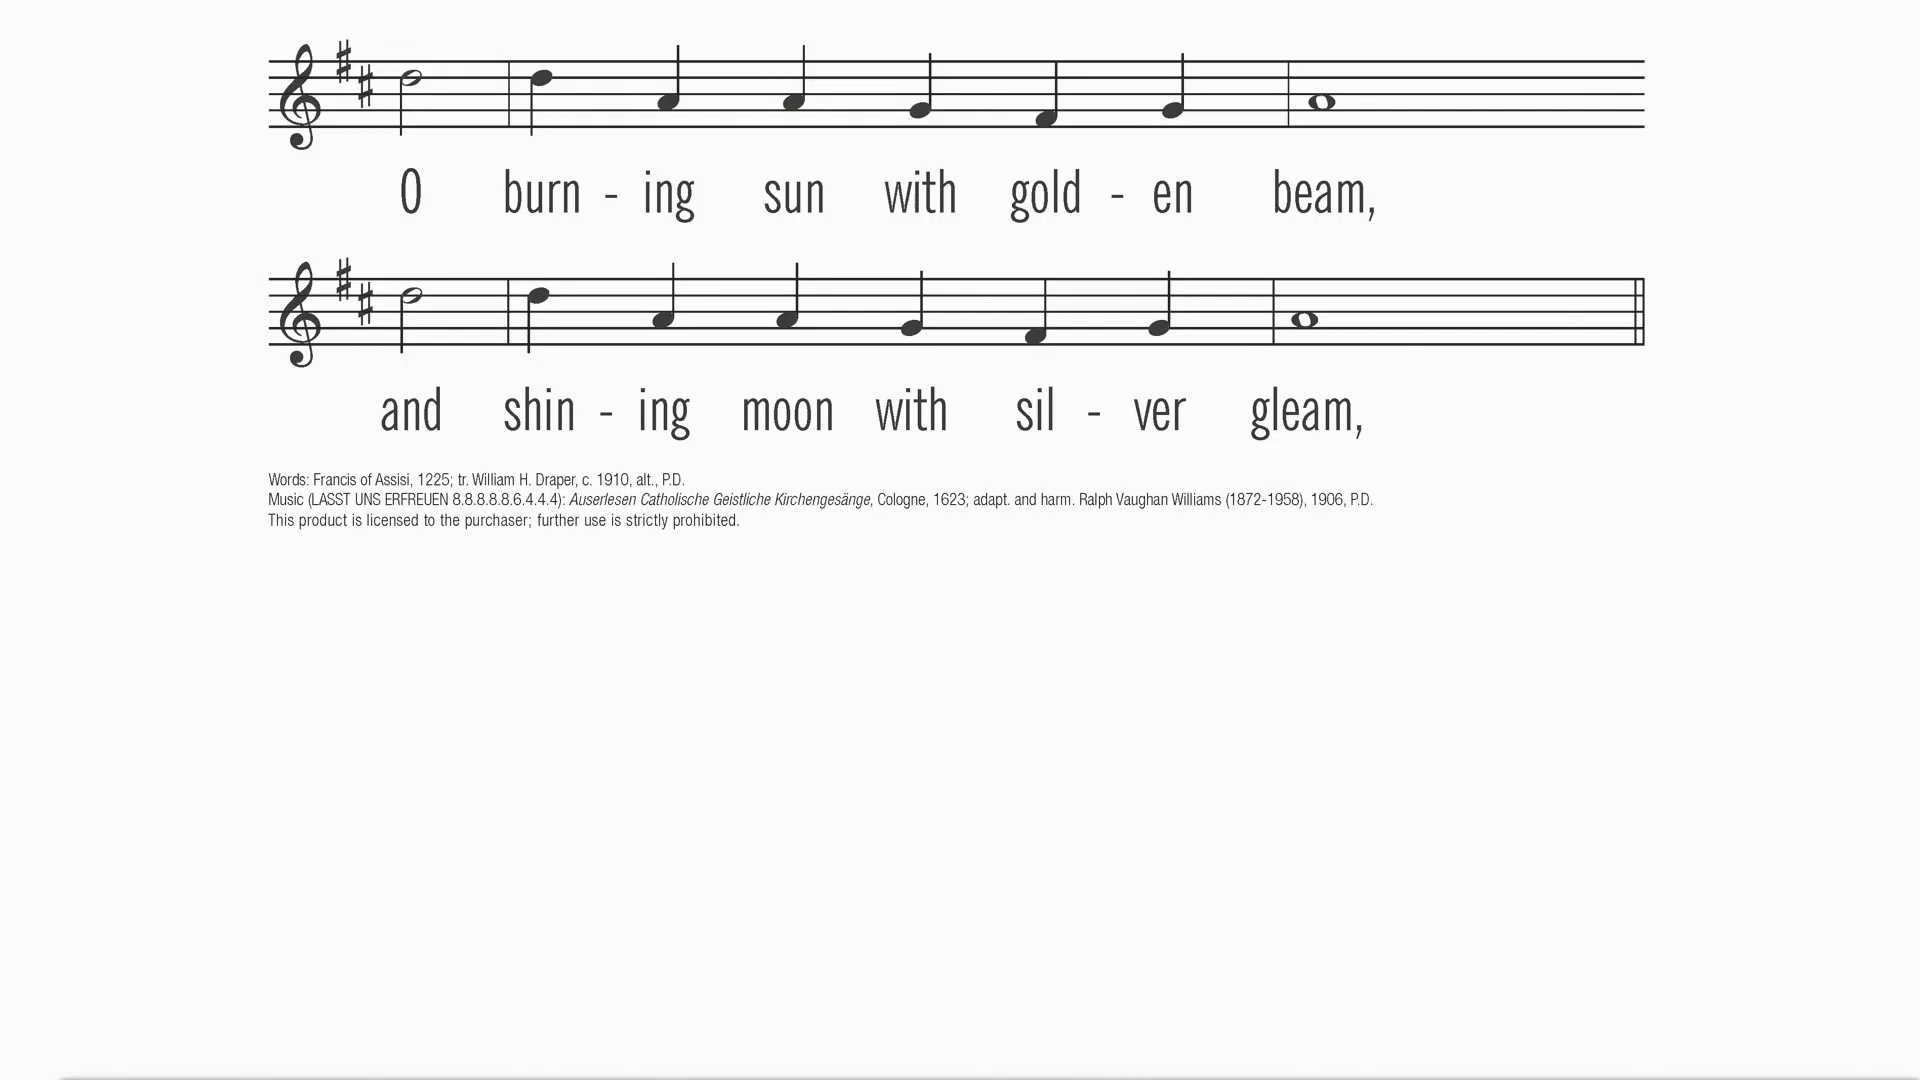 O burn - ing sun with gold - en beam,
and shin - ing moon with sil - ver gleam,
Words: Francis of Assisi, 1225; tr. William H. Draper, c. 1910, alt., P.D.
Music (LASST UNS ERFREUEN 8.8.8.8.8.6.4.4.4): Auserlesen Catholische Geistliche Kirchengesänge, Cologne, 1623; adapt. and harm. Ralph Vaughan Williams (1872-1958), 1906, P.D.
This product is licensed to the purchaser; further use is strictly prohibited.